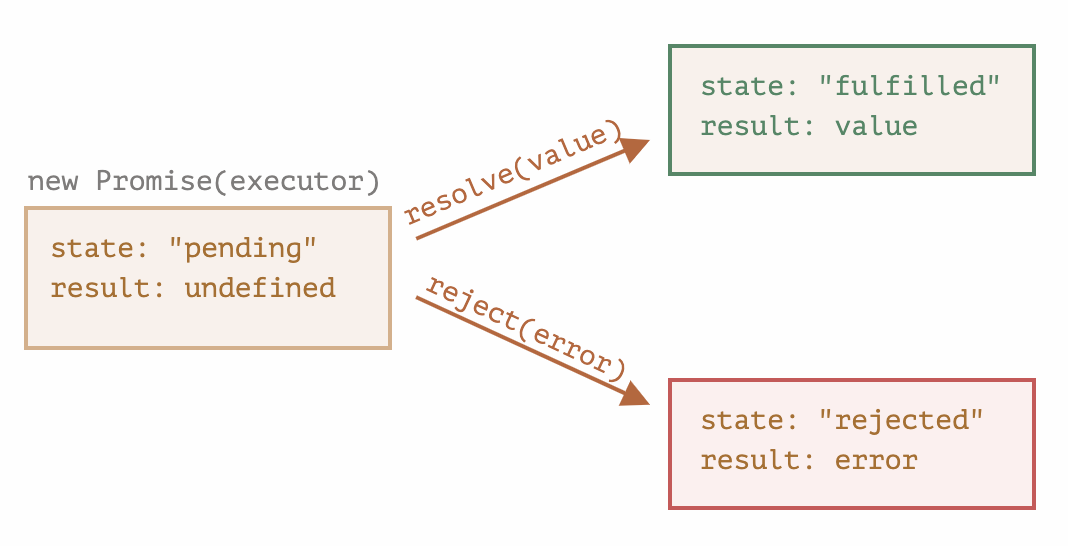 new Promise(executor)
state: "pending"
result: undefined
resolve(value)
reject(error)
state: "fulfilled"
result: value
state: "rejected"
result: error